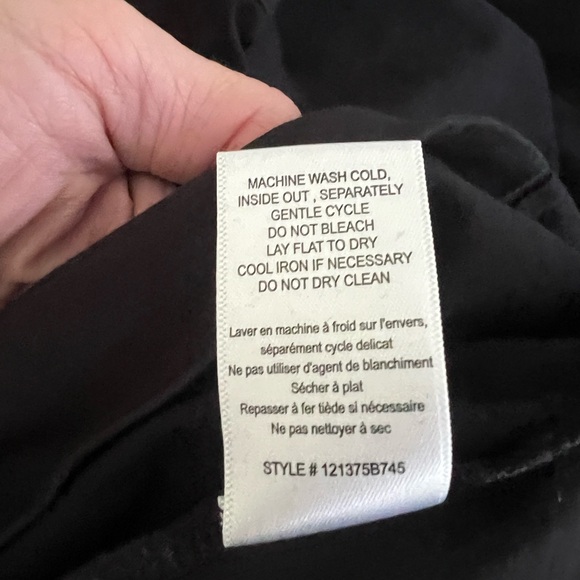 MACHINE WASH COLD,
INSIDE OUT , SEPARATELY
GENTLE CYCLE
DO NOT BLEACH
LAY FLAT TO DRY
COOL IRON IF NECESSARY
DO NOT DRY CLEAN
Laver en machine à froid sur l'envers,
séparément cycle delicat
Ne pas utiliser d'agent de blanchiment
Sécher à plat
Repasser à fer tiède si nécessaire
Ne pas nettoyer à sec
STYLE # 121375B745